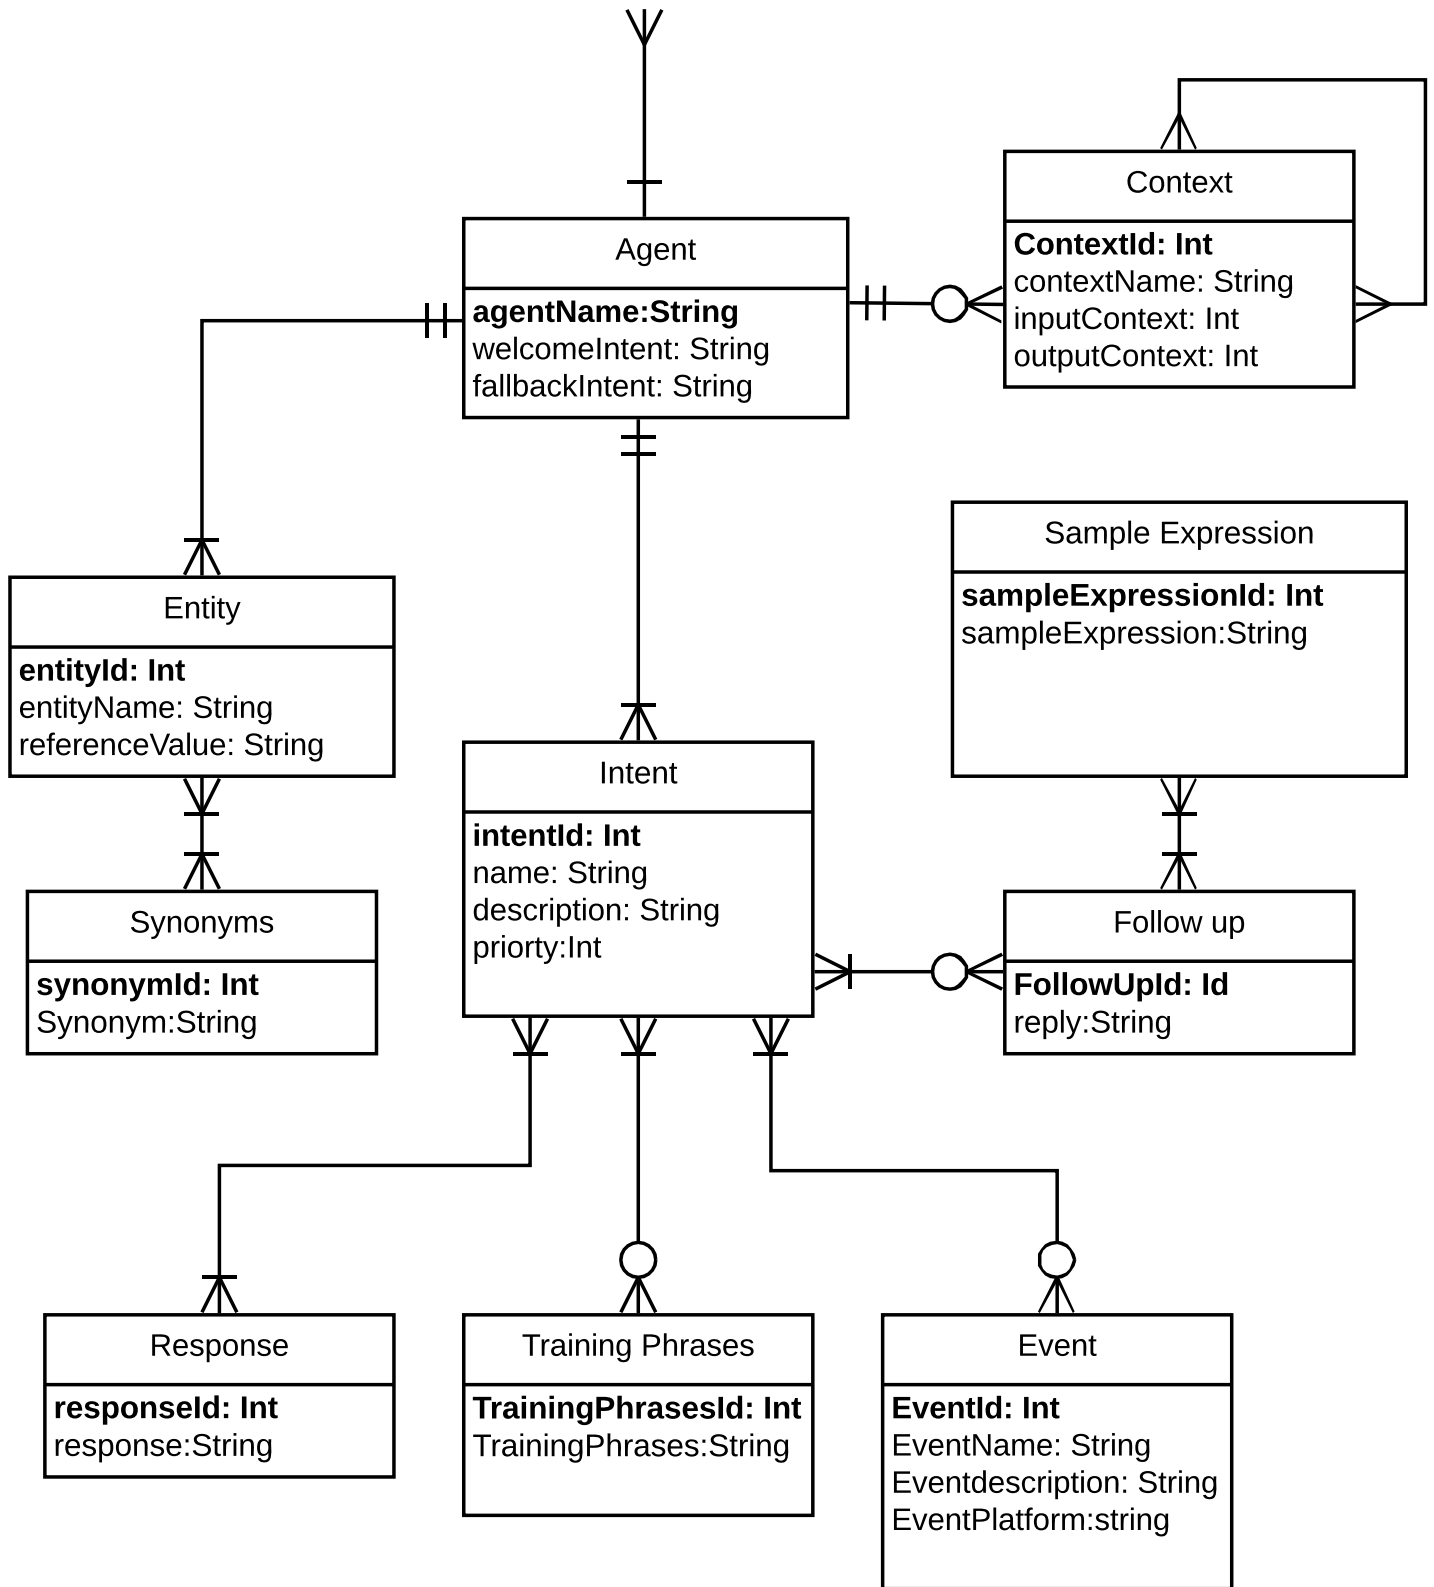 Context
ContextId: Int
contextName: String
inputContext: Int
outputContext: Int
Agent
agentName:String
welcomeIntent: String
fallbackIntent: String
Sample Expression
sampleExpressionId: Int
sampleExpression:String
Entity
entityId: Int
entityName: String
referenceValue: String
Intent
intentId: Int
name: String
description: String
priorty:Int
Synonyms
synonymId: Int
Synonym:String
Follow up
FollowUpId: Id
reply:String
Response
responseId: Int
response:String
Training Phrases
TrainingPhrasesId: Int
TrainingPhrases:String
Event
EventId: Int
EventName: String
Eventdescription: String
EventPlatform:string